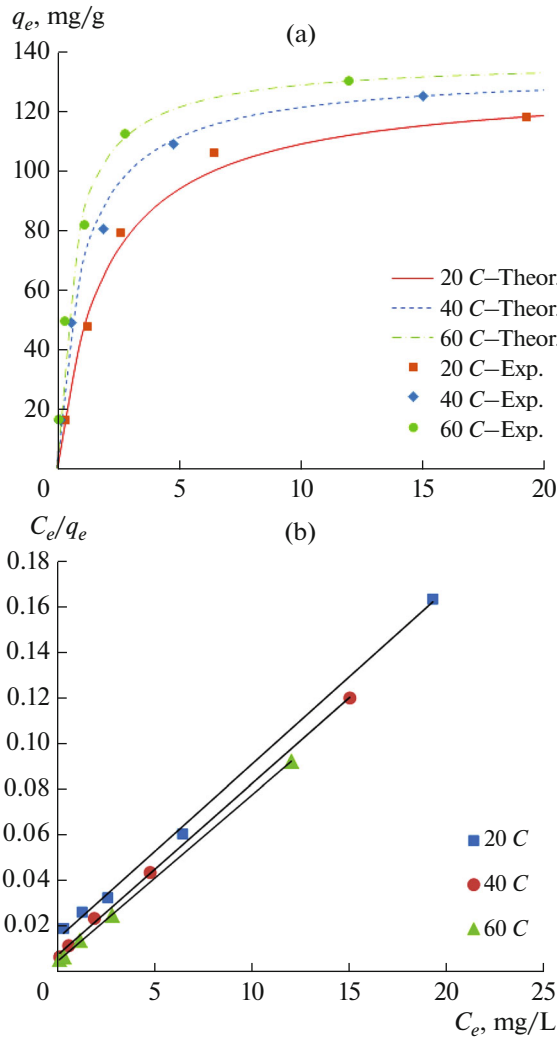 qe, mg/g
(a)
140
120
100
80
60
40
20
0
5
10
15
20
20 C–Theor.
40 C–Theor.
60 C–Theor.
20 C–Exp.
40 C–Exp.
60 C–Exp.
Ce/qe
(b)
0.18
0.16
0.14
0.12
0.10
0.08
0.06
0.04
0.02
0
5
10
15
20
25
20 C
40 C
60 C
Ce, mg/L